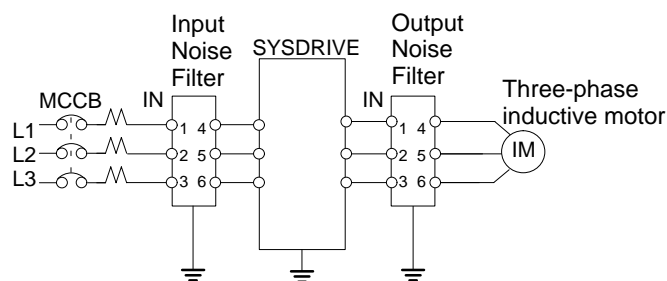 Input
Noise
Filter
SYSDRIVE
Output
Noise
Filter
Three-phase
inductive motor
MCCB
IN
IN
L1
1 4
1 4
L2
2 5
2 5
IM
L3
3 6
3 6